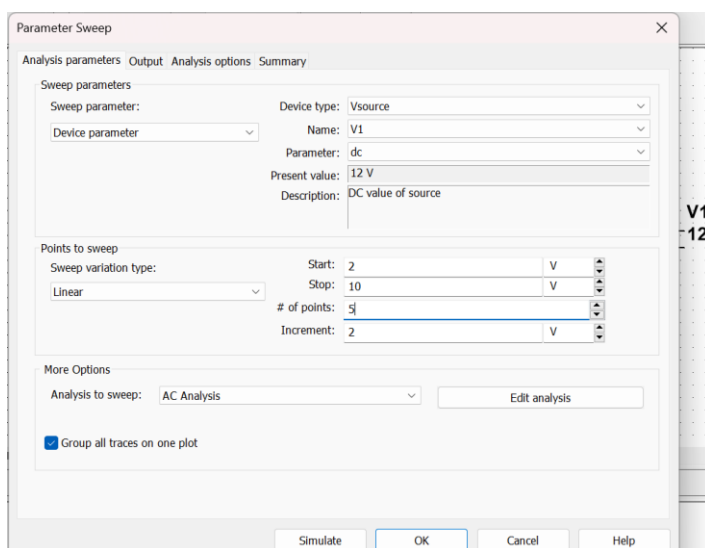 Parameter Sweep
Analysis parameters Output Analysis options Summary
Sweep parameters
Sweep parameter:
Device parameter
Device type: Vsource
Name: V1
Parameter: dc
Present value: 12 V
Description: DC value of source
Points to sweep
Sweep variation type:
Linear
Start: 2 V
Stop: 10 V
# of points: 5
Increment: 2 V
More Options
Analysis to sweep: AC Analysis Edit analysis
Group all traces on one plot
Simulate OK Cancel Help
V1
12